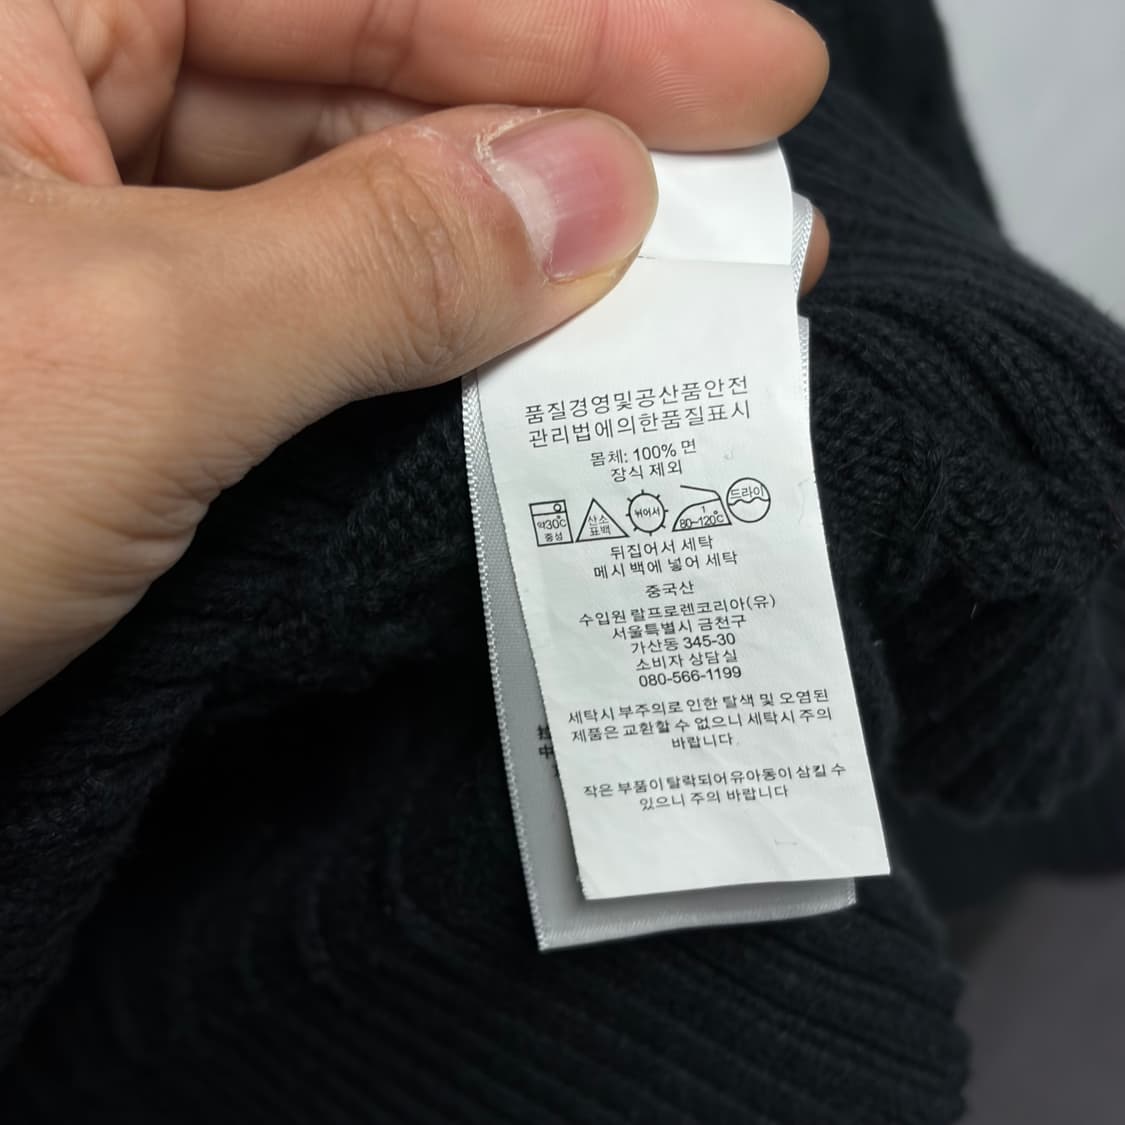 품질경영및공산품안전
관리법에의한품질표시
몸체: 100% 면
장식 제외
약30℃
중성
산소
표백
뉘어서
80~120℃
드라이
뒤집어서 세탁
메시 백에 넣어 세탁
중국산
수입원 랄프로렌코리아(유)
서울특별시 금천구
가산동 345-30
소비자 상담실
080-566-1199
세탁시 부주의로 인한 탈색 및 오염된
제품은 교환할 수 없으니 세탁시 주의
바랍니다.
작은 부품이 탈락되어 유아동이 삼킬 수
있으니 주의 바랍니다
中